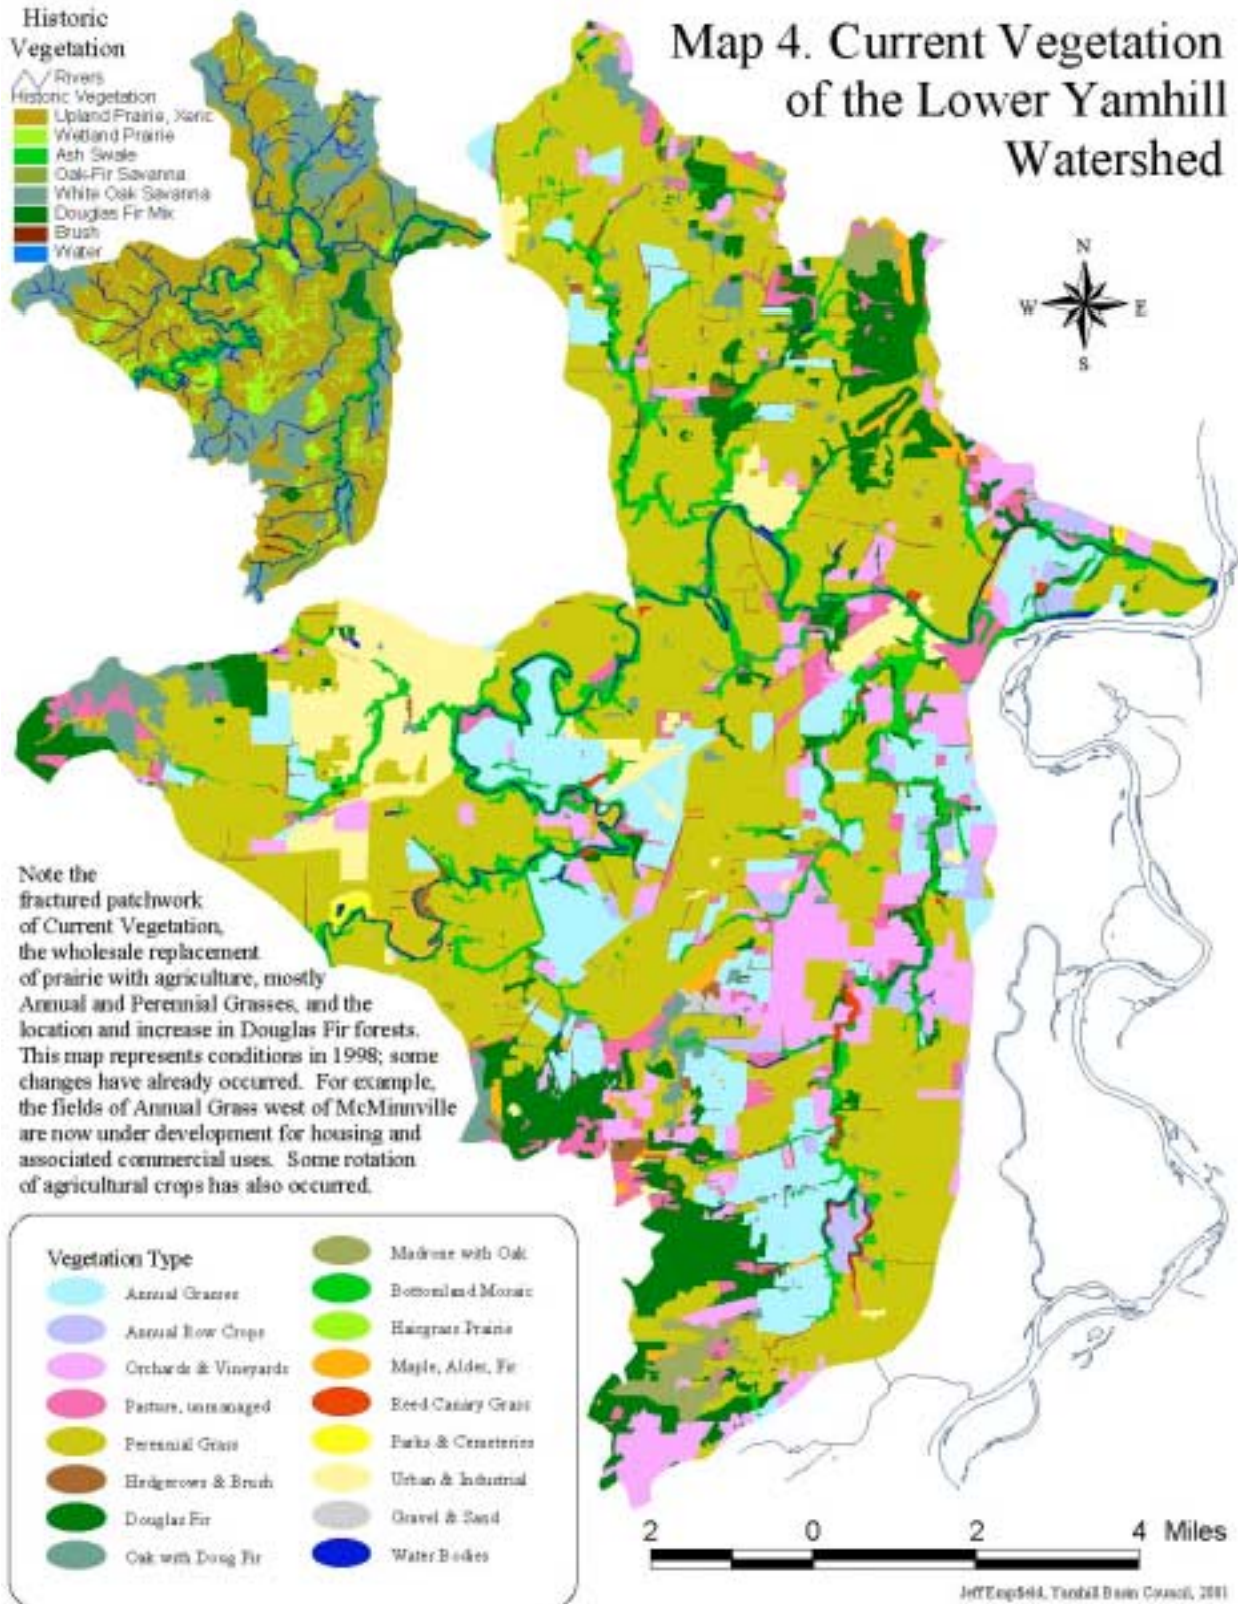 Historic
Vegetation
Rivers
Historic Vegetation
Upland Prairie, Xeric
Wetland Prairie
Ash Swale
Oak-Fir Savanna
White Oak Savanna
Douglas Fir Mix
Brush
Water
Map 4. Current Vegetation
of the Lower Yamhill
Watershed
N
W E
S
Note the
fractured patchwork
of Current Vegetation,
the wholesale replacement
of prairie with agriculture, mostly
Annual and Perennial Grasses, and the
location and increase in Douglas Fir forests.
This map represents conditions in 1998; some
changes have already occurred. For example,
the fields of Annual Grass west of McMinnville
are now under development for housing and
associated commercial uses. Some rotation
of agricultural crops has also occurred.
Vegetation Type
Annual Grasses
Annual Row Crops
Orchards & Vineyards
Pasture, unmanaged
Perennial Grass
Hedgerows & Brush
Douglas Fir
Oak with Doug Fir
Madrone with Oak
Bottomland Mosaic
Hairgrass Prairie
Maple, Alder, Fir
Reed Canary Grass
Parks & Cemeteries
Urban & Industrial
Gravel & Sand
Water Bodies
2 0 2 4 Miles
Jeff Empfield, Yamhill Basin Council, 2001